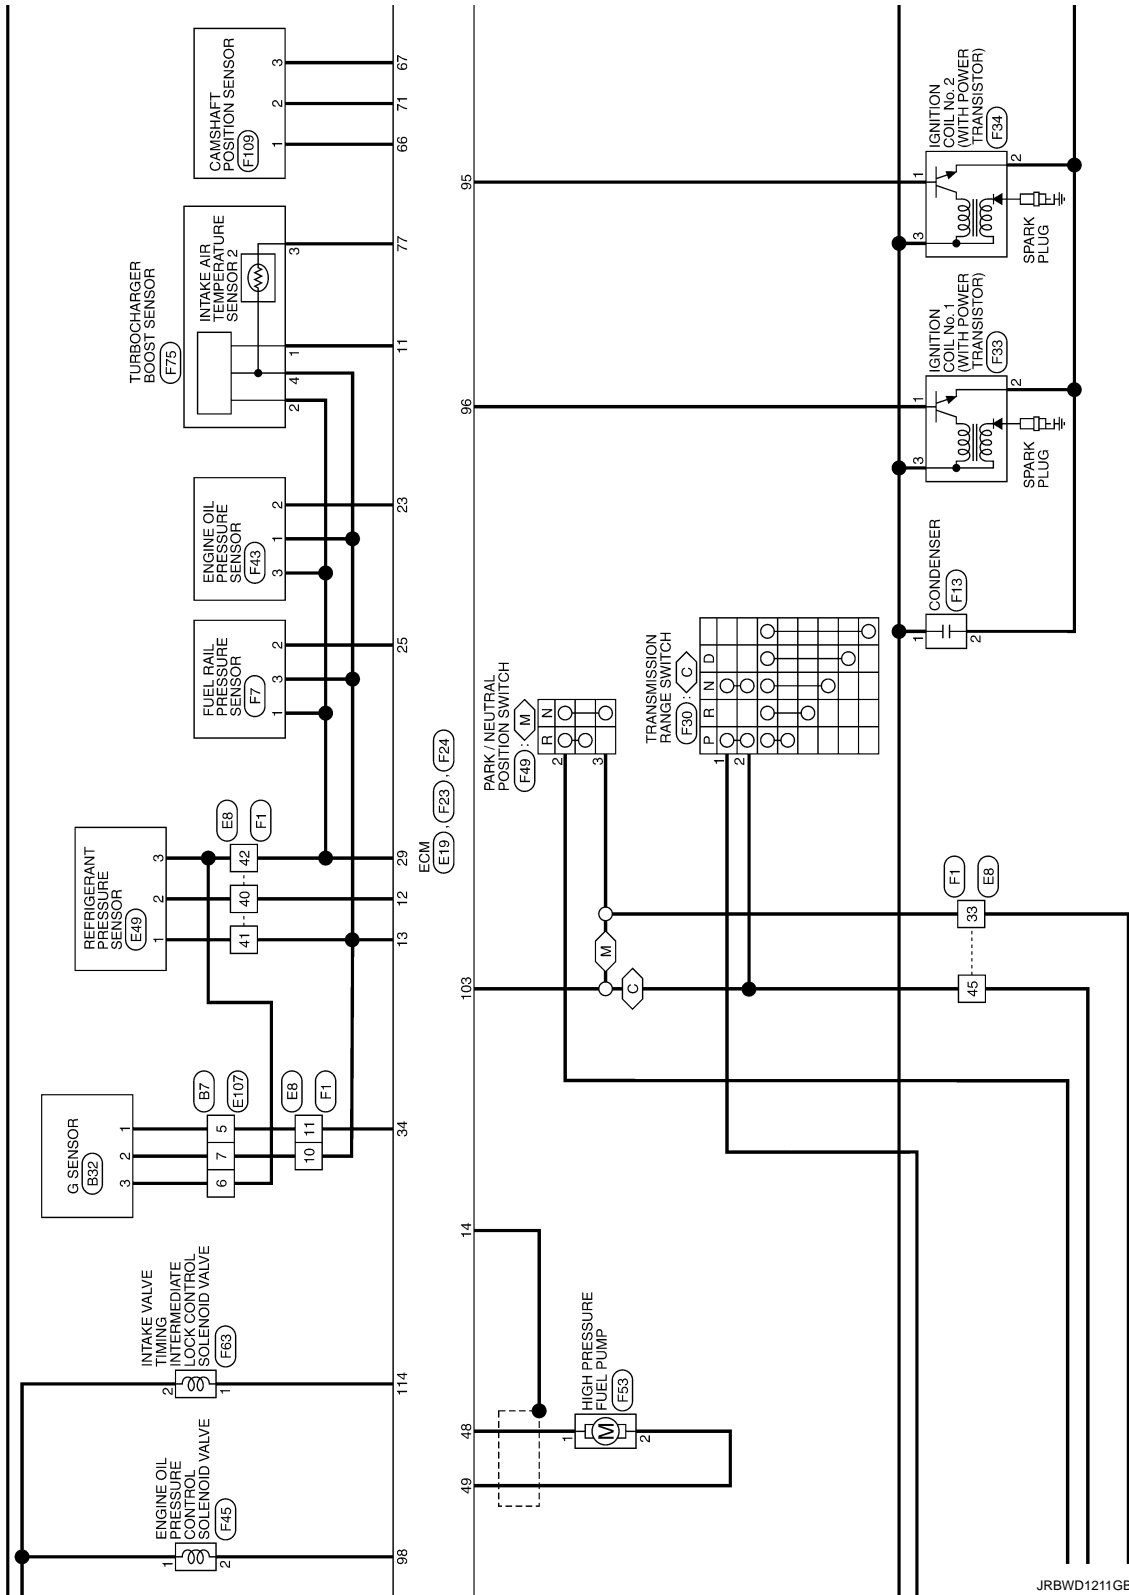 CAMSHAFT
POSITION SENSOR
F109
1
2
3
66
71
67
TURBOCHARGER
BOOST SENSOR
F75
INTAKE AIR
TEMPERATURE
SENSOR 2
2
4
1
3
11
77
ENGINE OIL
PRESSURE
SENSOR
F43
3
1
2
23
FUEL RAIL
PRESSURE
SENSOR
F7
1
3
2
25
REFRIGERANT
PRESSURE
SENSOR
E49
1
2
3
41
40
42
E8
F1
13
12
29
G SENSOR
B32
3
2
1
6
7
5
B7
E107
10
11
E8
F1
34
INTAKE VALVE
TIMING
INTERMEDIATE
LOCK CONTROL
SOLENOID VALVE
F63
2
1
114
ENGINE OIL
PRESSURE
CONTROL
SOLENOID VALVE
F45
1
2
98
ECM
E19 , F23 , F24
49
48
14
103
96
95
HIGH PRESSURE
FUEL PUMP
F53
1
M
2
PARK / NEUTRAL
POSITION SWITCH
F49 : M
R N
2
3
M
C
TRANSMISSION
RANGE SWITCH
F30 : C
P R N D
1
2
45
33
F1
E8
CONDENSER
F13
1
2
IGNITION
COIL No. 1
(WITH POWER
TRANSISTOR)
F33
3
1
2
SPARK
PLUG
IGNITION
COIL No. 2
(WITH POWER
TRANSISTOR)
F34
3
1
2
SPARK
PLUG
JRBWD1211GB